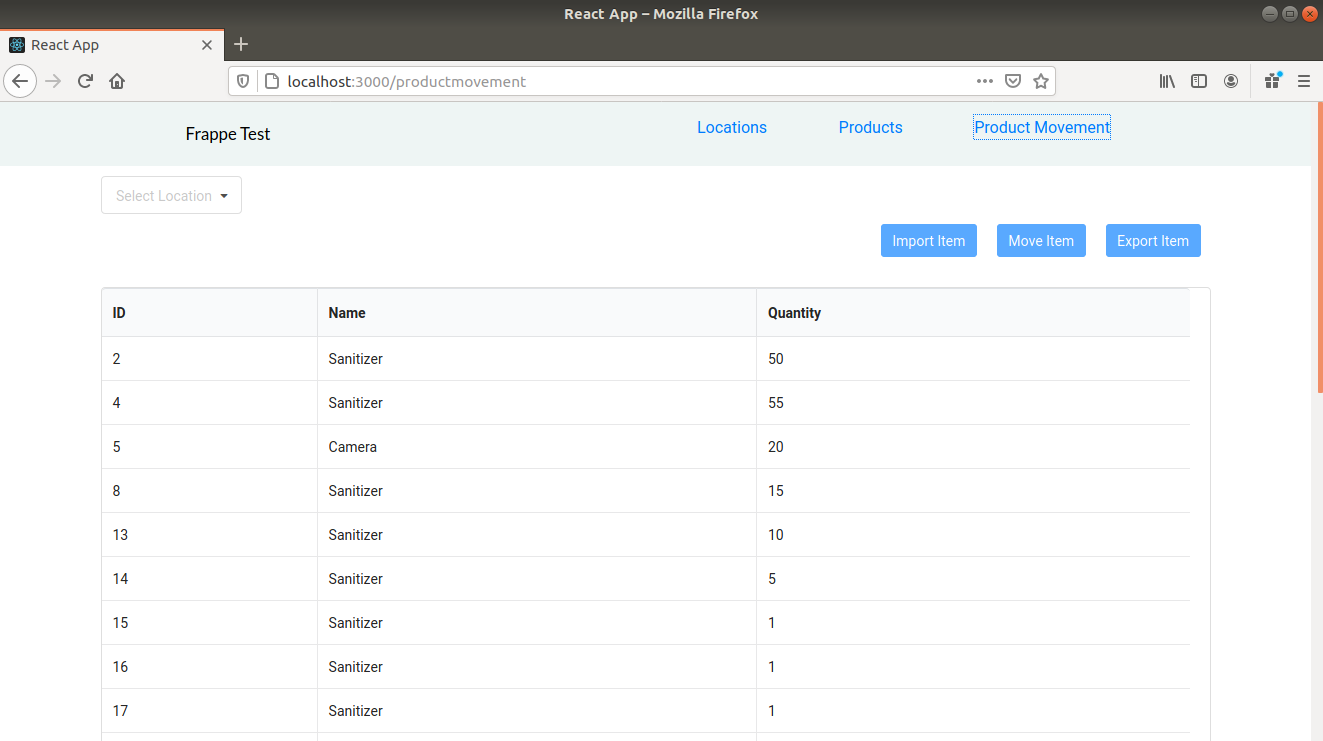 React App – Mozilla Firefox
React App
localhost:3000/productmovement
Frappe Test
Locations
Products
Product Movement
Select Location
Import Item
Move Item
Export Item
ID Name Quantity
2 Sanitizer 50
4 Sanitizer 55
5 Camera 20
8 Sanitizer 15
13 Sanitizer 10
14 Sanitizer 5
15 Sanitizer 1
16 Sanitizer 1
17 Sanitizer 1